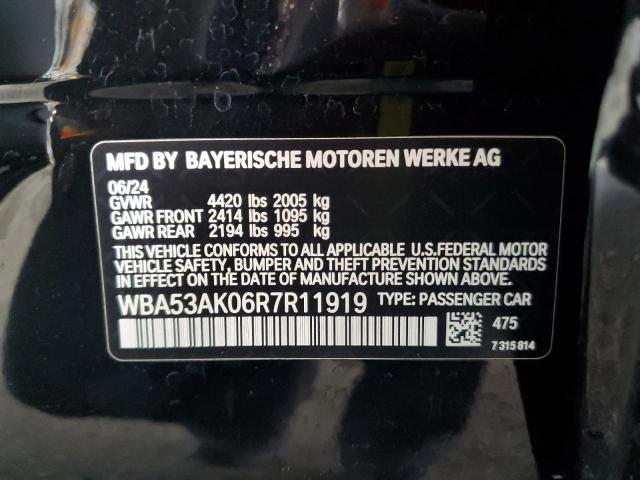 MFD BY BAYERISCHE MOTOREN WERKE AG
06/24
GVWR 4420 lbs 2005 kg
GAWR FRONT 2414 lbs 1095 kg
GAWR REAR 2194 lbs 995 kg
THIS VEHICLE CONFORMS TO ALL APPLICABLE U.S.FEDERAL MOTOR
VEHICLE SAFETY, BUMPER AND THEFT PREVENTION STANDARDS
IN EFFECT ON THE DATE OF MANUFACTURE SHOWN ABOVE.
WBA53AK06R7R11919 TYPE: PASSENGER CAR
475
7 315 814